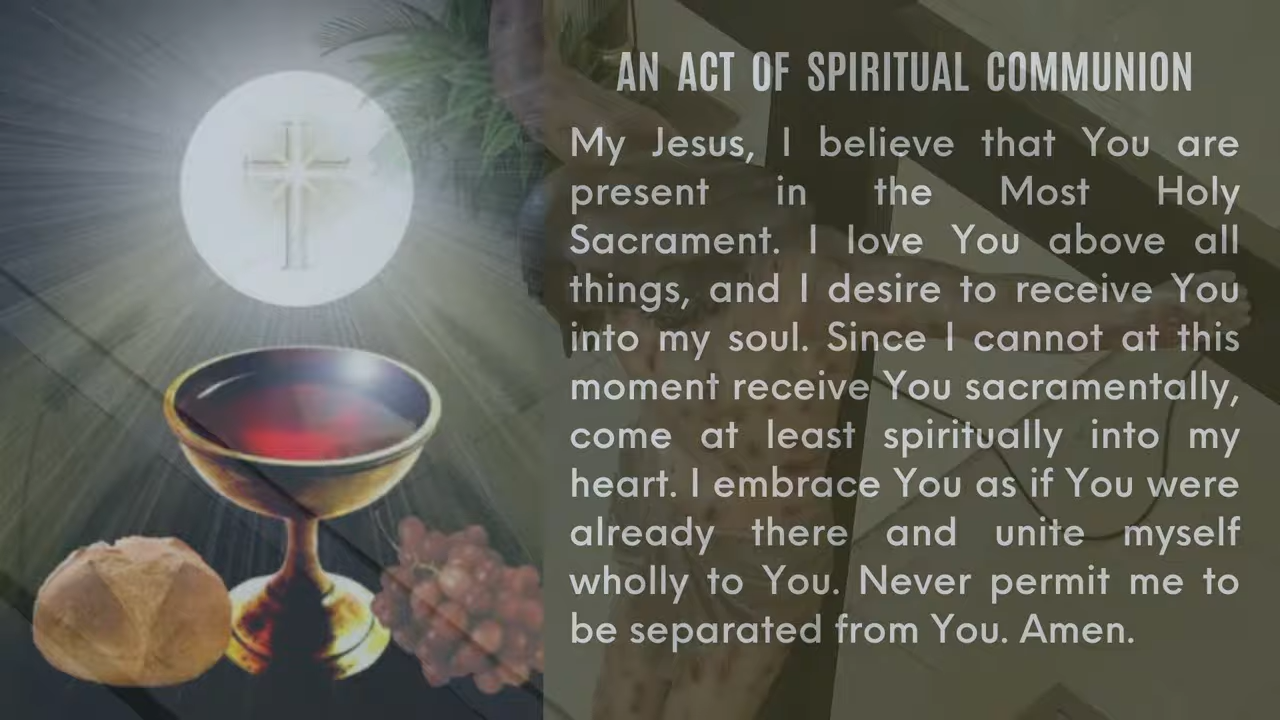 AN ACT OF SPIRITUAL COMMUNION
My Jesus, I believe that You are
present in the Most Holy
Sacrament. I love You above all
things, and I desire to receive You
into my soul. Since I cannot at this
moment receive You sacramentally,
come at least spiritually into my
heart. I embrace You as if You were
already there and unite myself
wholly to You. Never permit me to
be separated from You. Amen.